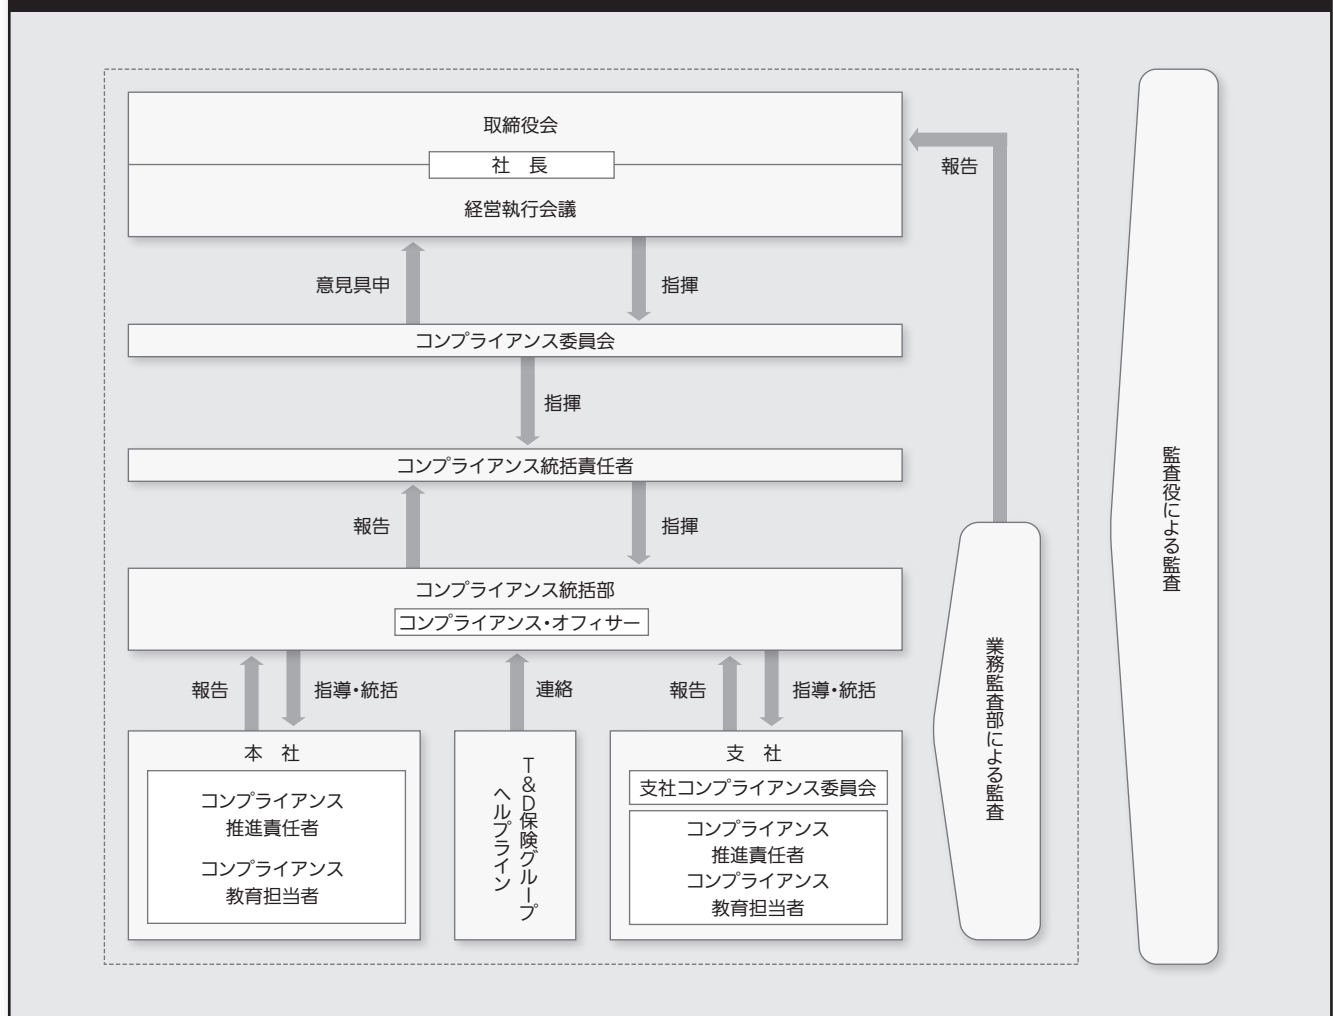 取締役会
社　長
経営執行会議
報告
意見具申
指揮
コンプライアンス委員会
指揮
コンプライアンス統括責任者
報告
指揮
コンプライアンス統括部
コンプライアンス・オフィサー
報告
指導・統括
連絡
報告
指導・統括
本　社
コンプライアンス
推進責任者
コンプライアンス
教育担当者
T&D保険グループ
ヘルプライン
支　社
支社コンプライアンス委員会
コンプライアンス
推進責任者
コンプライアンス
教育担当者
業務監査部による監査
監査役による監査